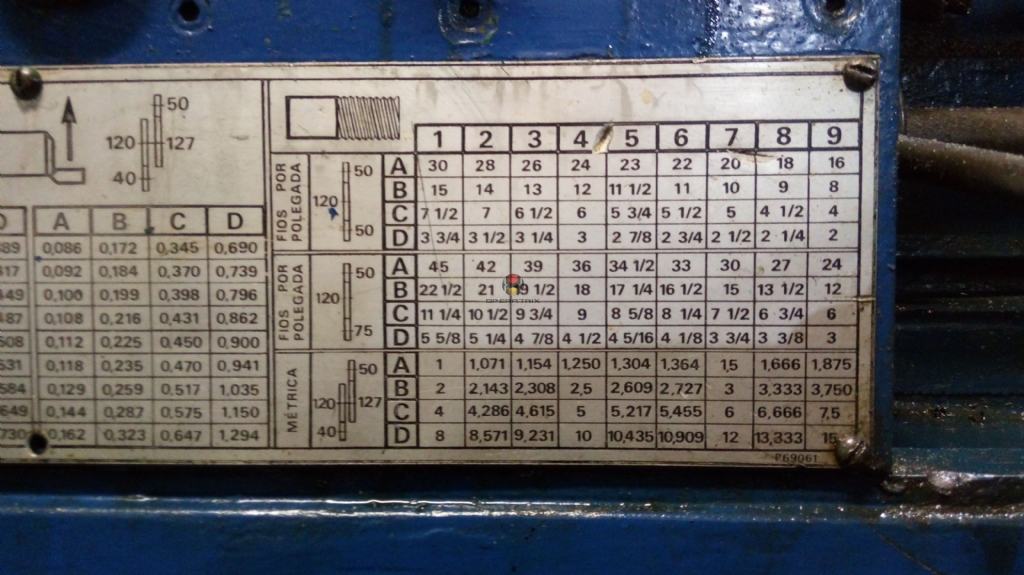 50
120 127
40
A B C D
389 0,086 0,172 0,345 0,690
417 0,092 0,184 0,370 0,739
449 0,100 0,199 0,398 0,796
487 0,108 0,216 0,431 0,862
508 0,112 0,225 0,450 0,900
531 0,118 0,235 0,470 0,941
584 0,129 0,259 0,517 1,035
649 0,144 0,287 0,575 1,150
730 0,162 0,323 0,647 1,294
1 2 3 4 5 6 7 8 9
FIOS POR
POLEGADA
50
120
50
A 30 28 26 24 23 22 20 18 16
B 15 14 13 12 11 1/2 11 10 9 8
C 7 1/2 7 6 1/2 6 5 3/4 5 1/2 5 4 1/2 4
D 3 3/4 3 1/2 3 1/4 3 2 7/8 2 3/4 2 1/2 2 1/4 2
FIOS POR
POLEGADA
50
120
75
A 45 42 39 36 34 1/2 33 30 27 24
B 22 1/2 21 19 1/2 18 17 1/4 16 1/2 15 13 1/2 12
C 11 1/4 10 1/2 9 3/4 9 8 5/8 8 1/4 7 1/2 6 3/4 6
D 5 5/8 5 1/4 4 7/8 4 1/2 4 5/16 4 1/8 3 3/4 3 3/8 3
MÉTRICA
50
120 127
40
A 1 1,071 1,154 1,250 1,304 1,364 1,5 1,666 1,875
B 2 2,143 2,308 2,5 2,609 2,727 3 3,333 3,750
C 4 4,286 4,615 5 5,217 5,455 6 6,666 7,5
D 8 8,571 9,231 10 10,435 10,909 12 13,333 15
P69061
OPERATRIX